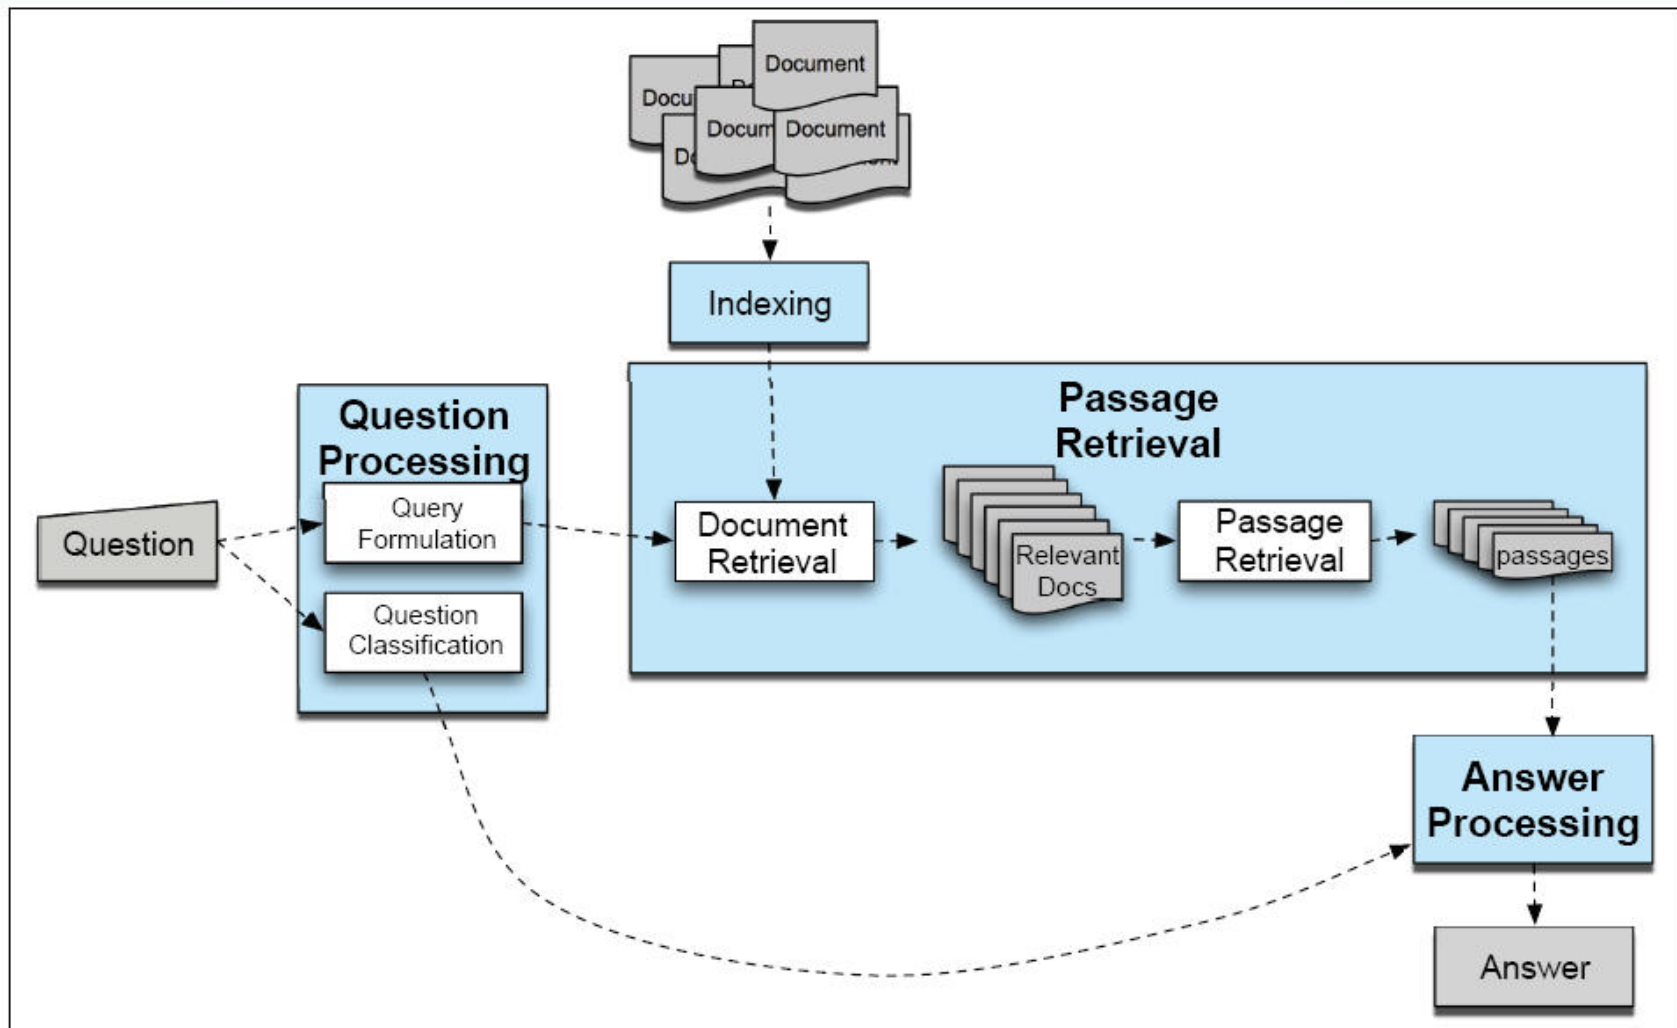 Document
Docu
Docum
Document
Indexing
Question
Processing
Passage
Retrieval
Question
Query
Formulation
Question
Classification
Document
Retrieval
Relevant
Docs
Passage
Retrieval
passages
Answer
Processing
Answer